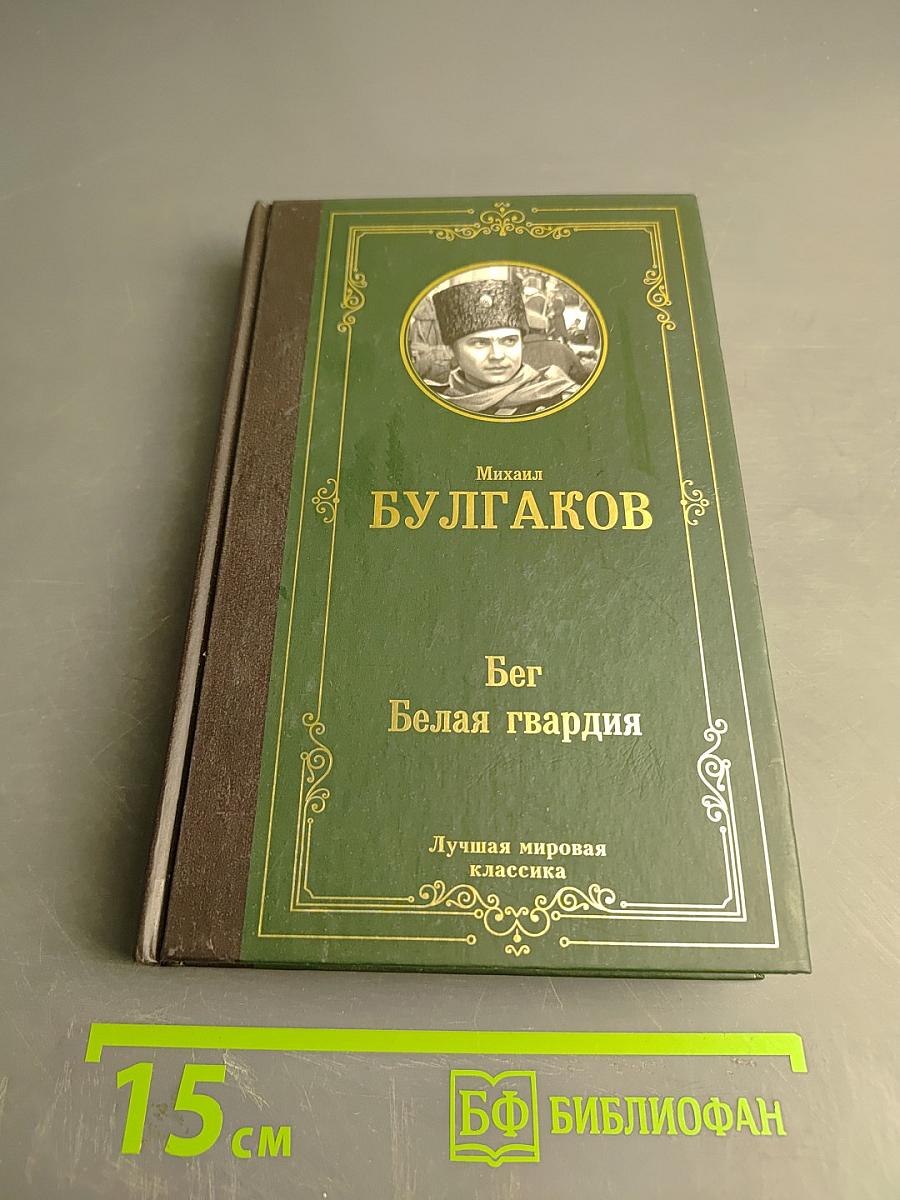 Михаил
БУЛГАКОВ
Бег
Белая гвардия
Лучшая мировая
классика
15 см
БФ БИБЛИОФАН